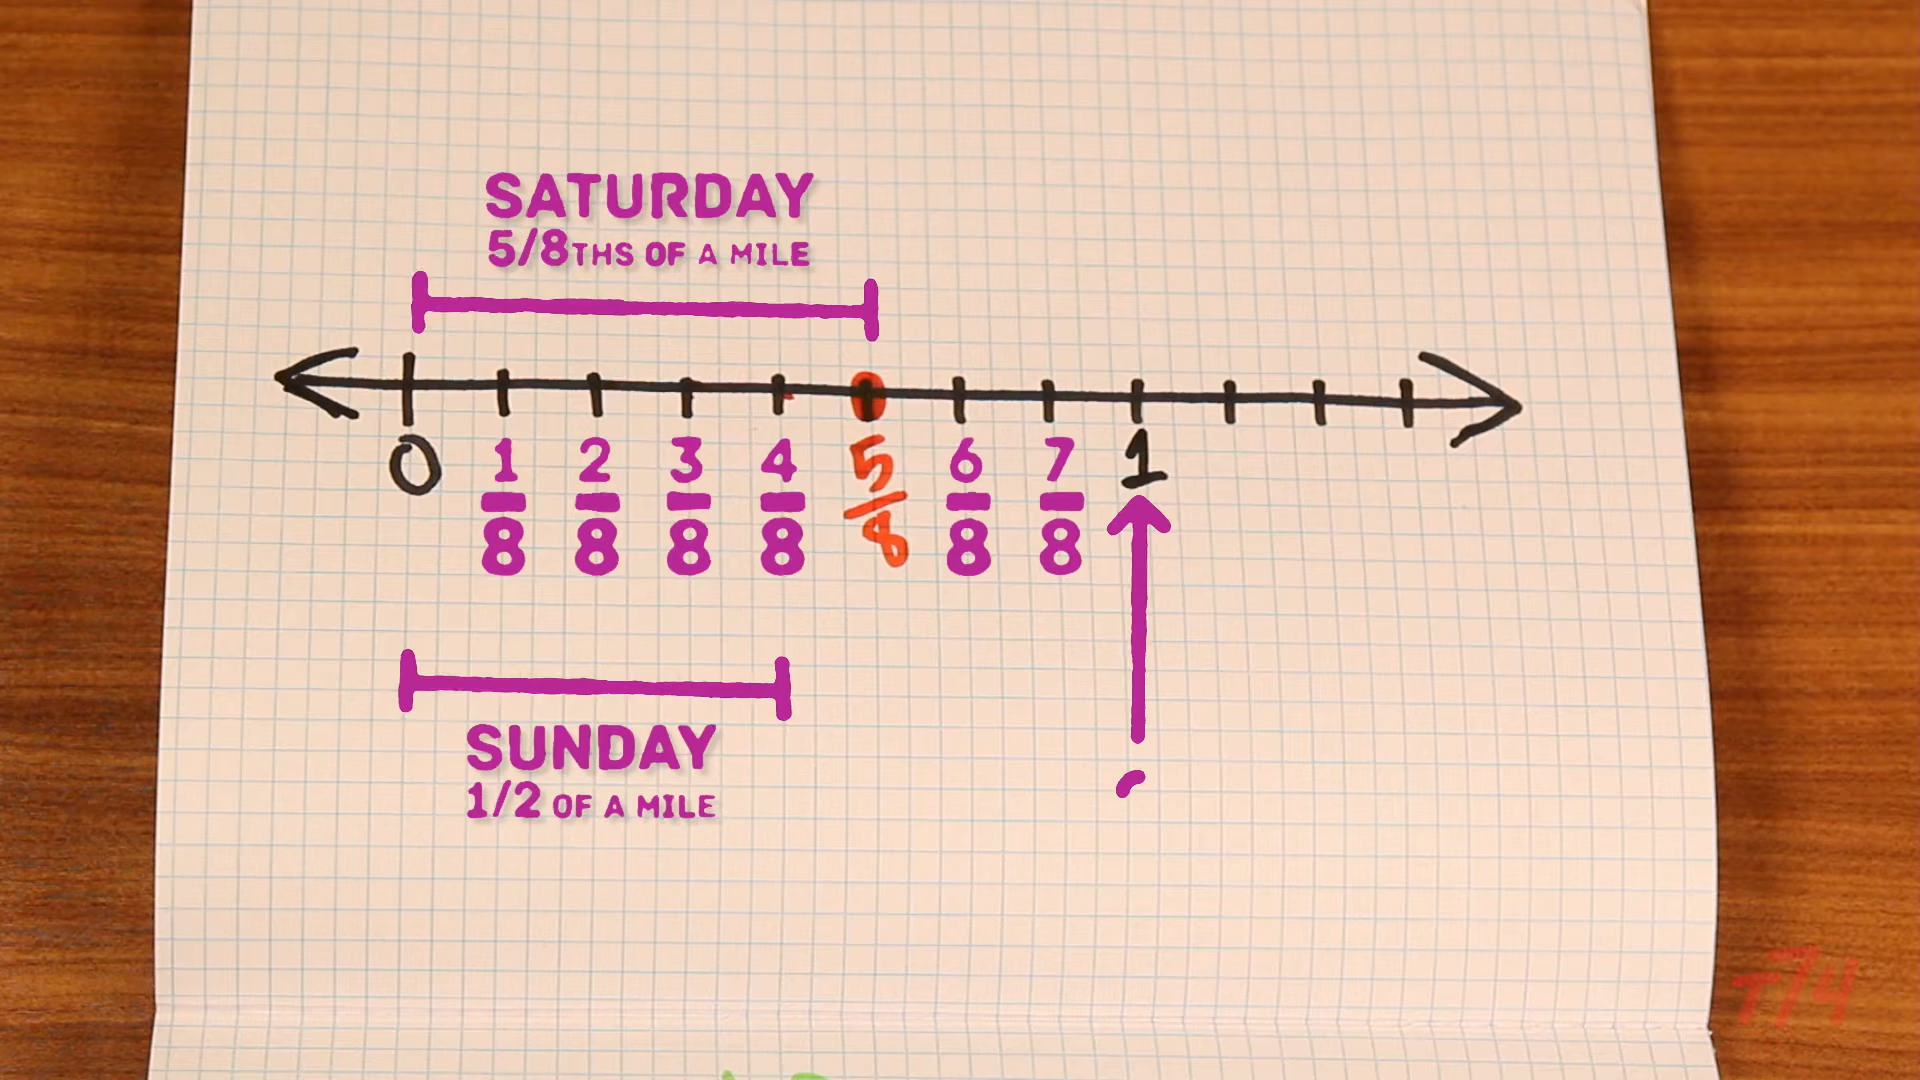 SATURDAY
5/8THS OF A MILE
0 1/8 2/8 3/8 4/8 5/8 6/8 7/8 1
SUNDAY
1/2 OF A MILE
T74